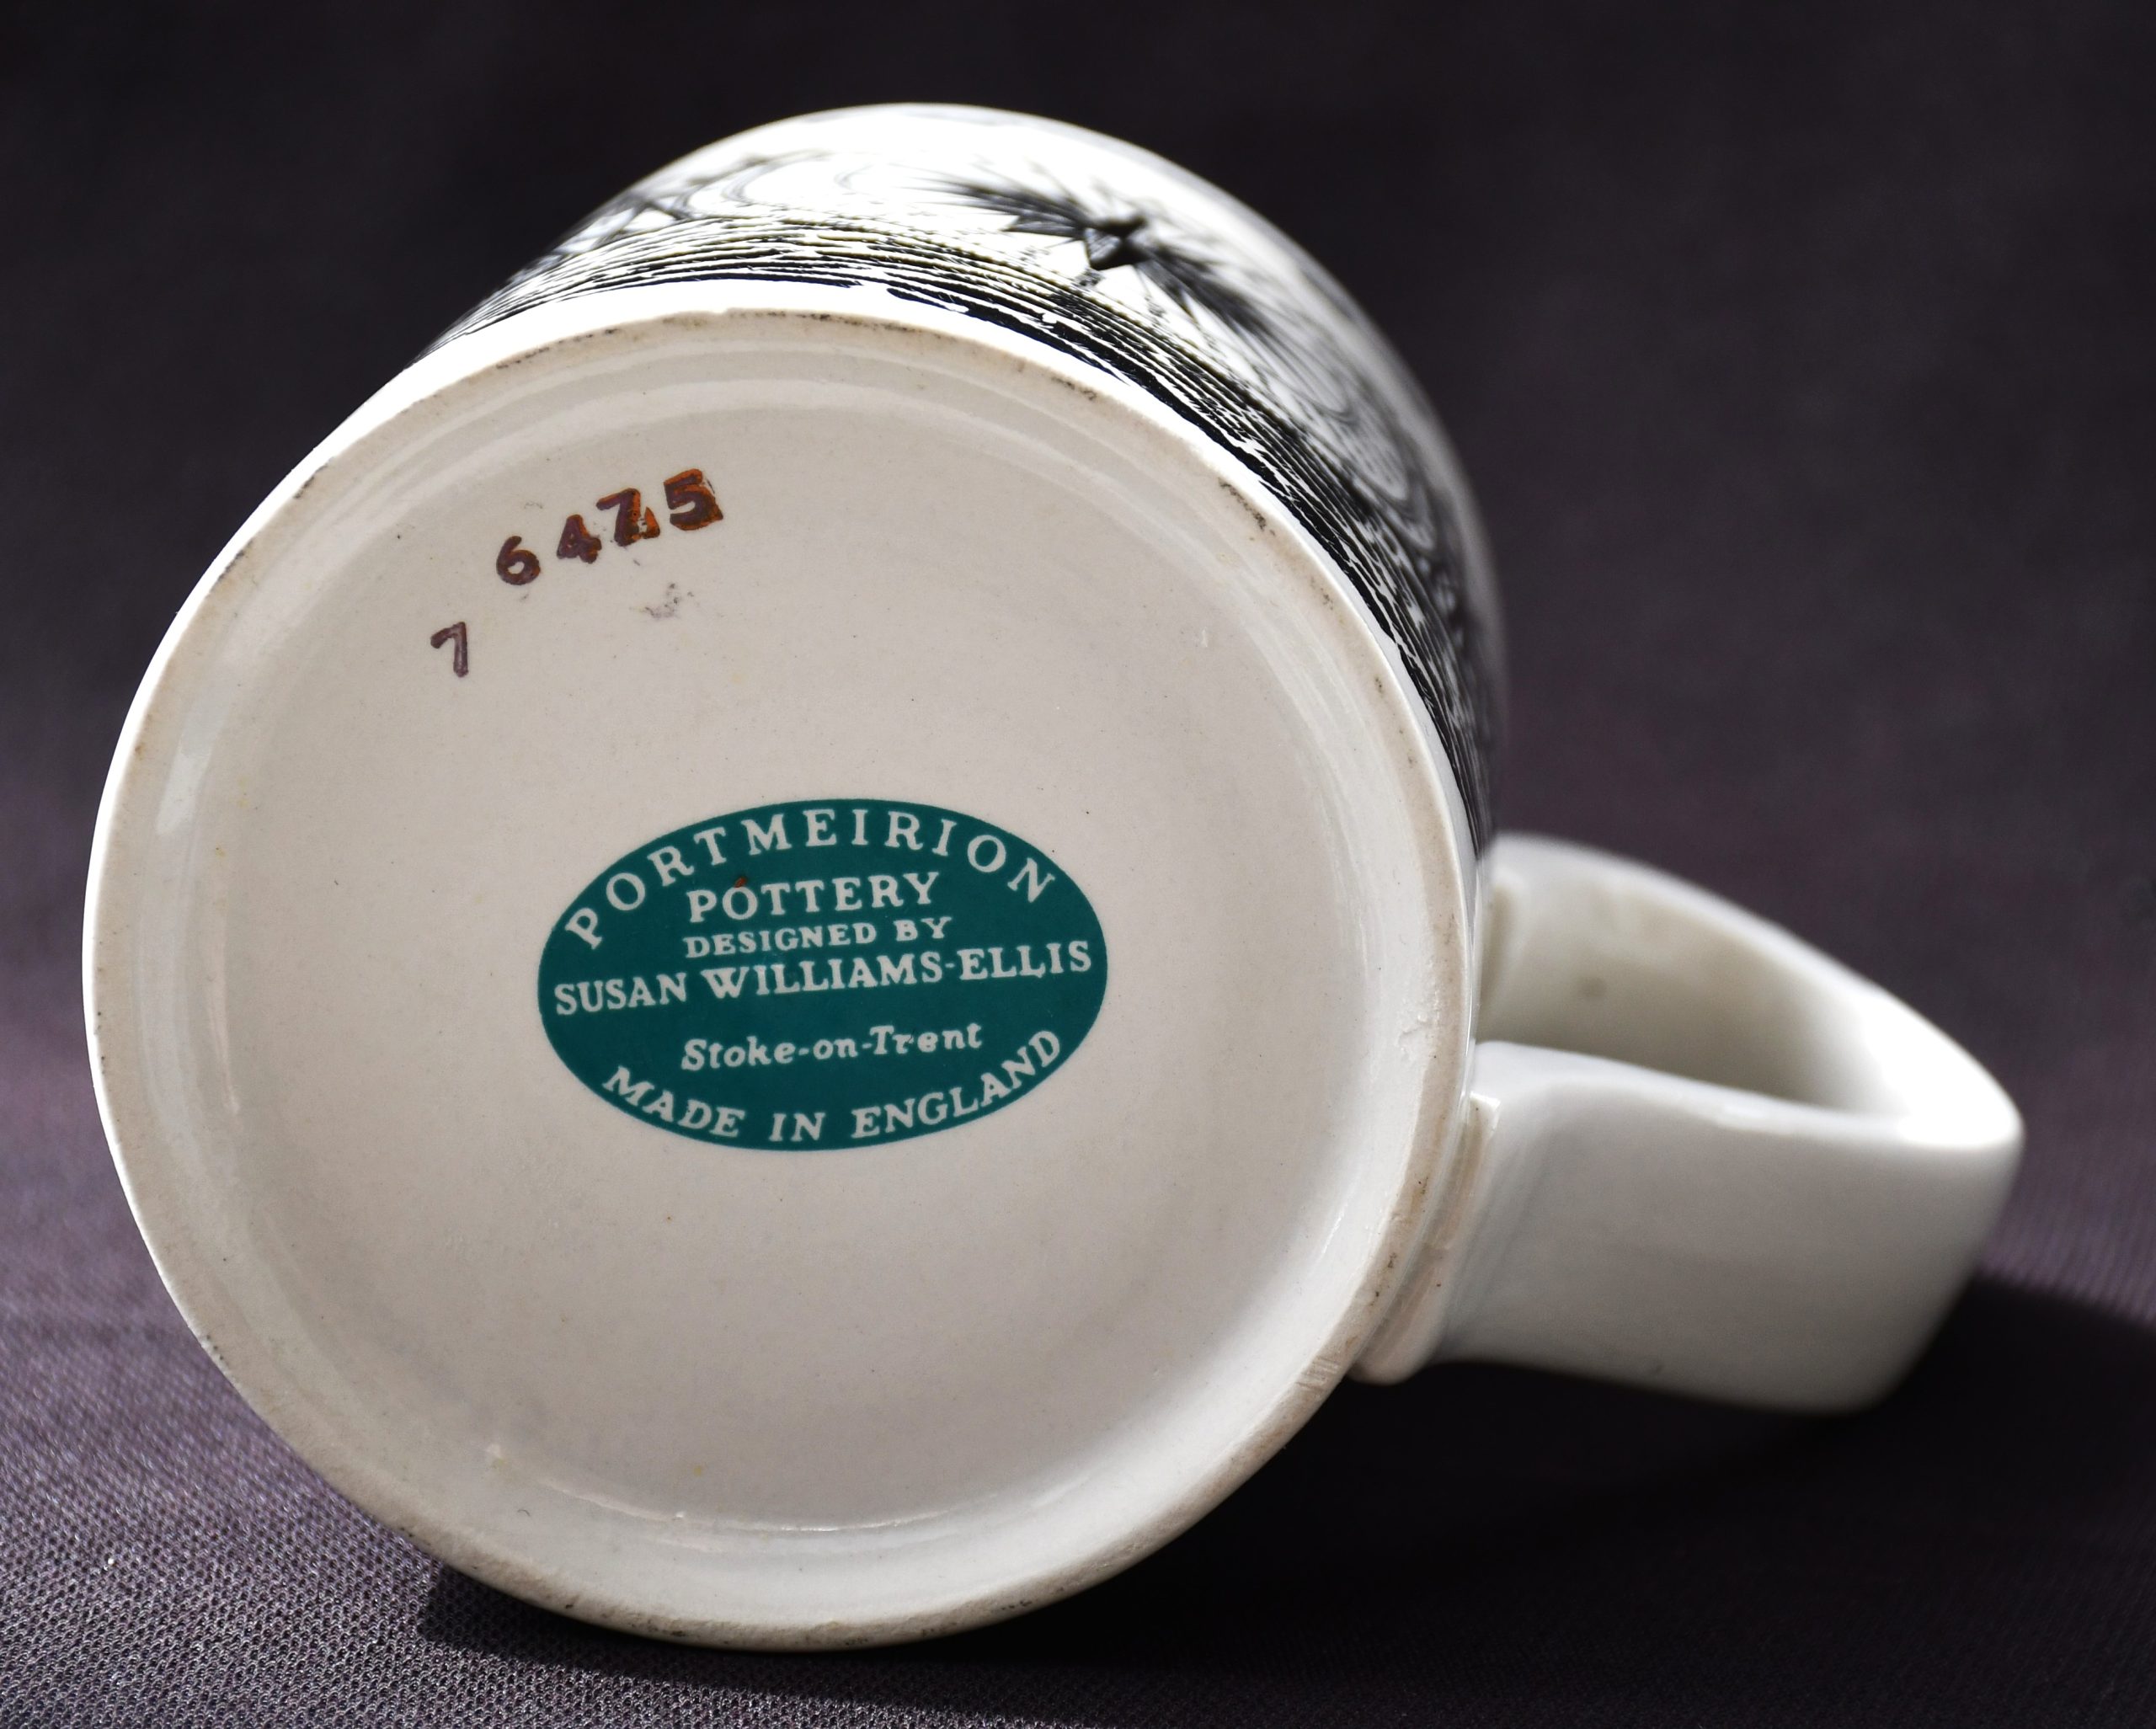 6475
7
PORTMEIRION
POTTERY
DESIGNED BY
SUSAN WILLIAMS-ELLIS
Stoke-on-Trent
MADE IN ENGLAND